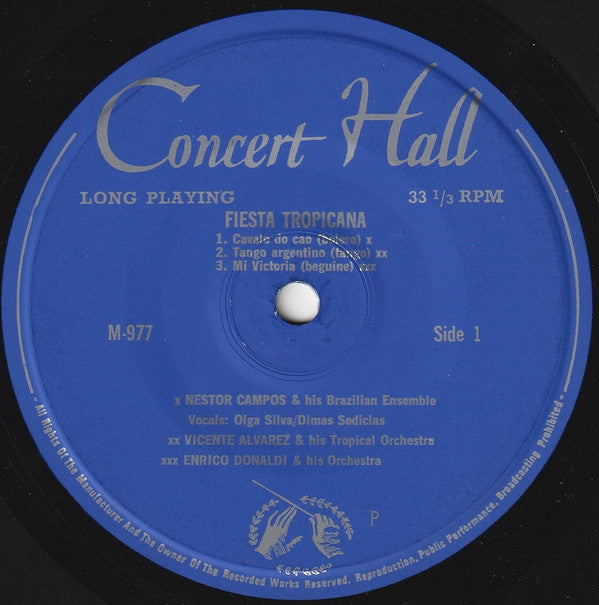 Concert Hall
LONG PLAYING 33 1/3 RPM
FIESTA TROPICANA
1. Cavalo do cao (bolero) x
2. Tango argentino (tango) xx
3. Mi Victoria (beguine) xxx
M-977 Side 1
x NESTOR CAMPOS & his Brazilian Ensemble
Vocals: Olga Silva/Dimas Sedicias
xx VICENTE ALVAREZ & his Tropical Orchestra
xxx ENRICO DONALDI & his Orchestra
P
- All Rights Of The Manufacturer And The Owner Of The Recorded Works Reserved. Reproduction, Public Performance, Broadcasting Prohibited -